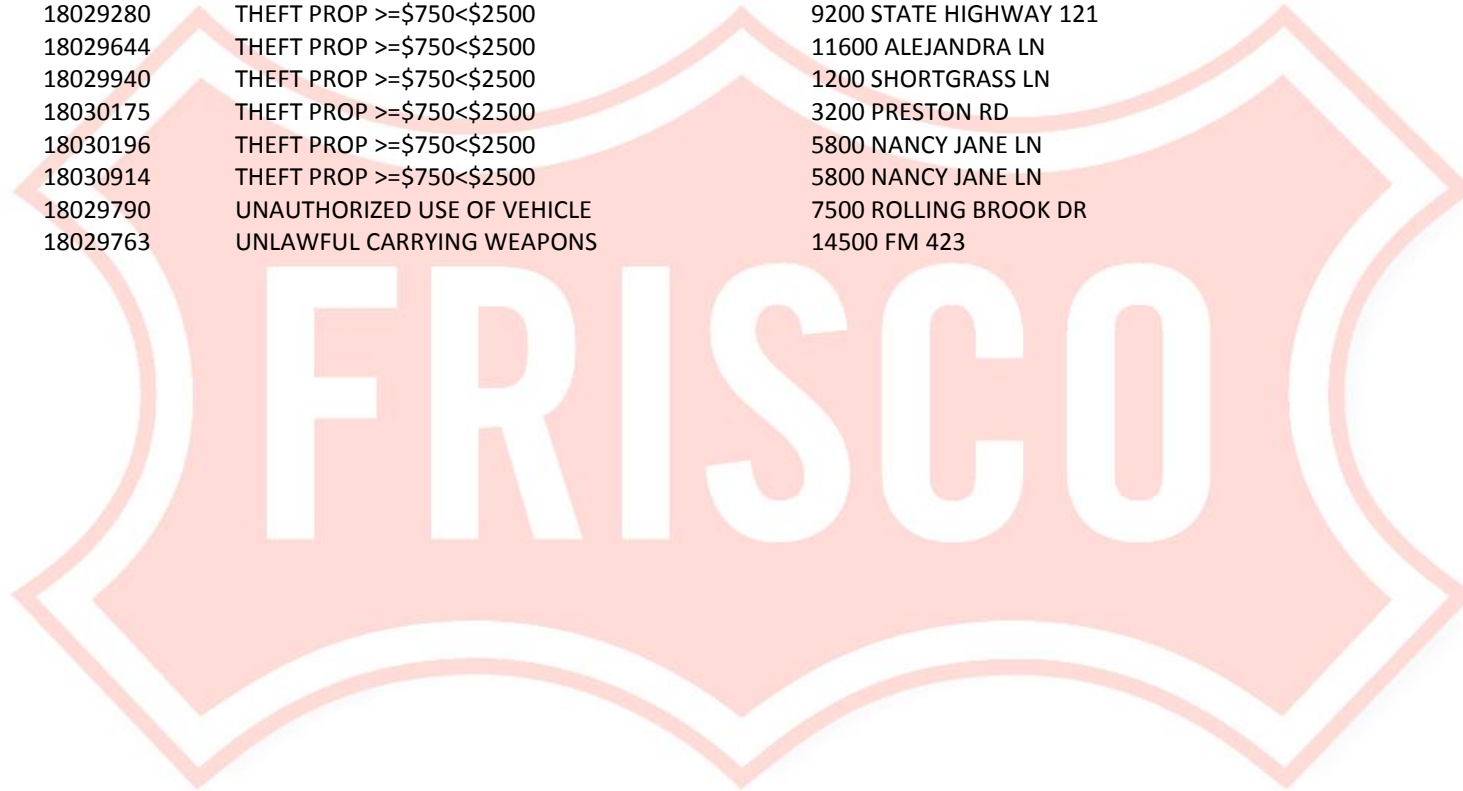 18029280 THEFT PROP >=$750<$2500 9200 STATE HIGHWAY 121
18029644 THEFT PROP >=$750<$2500 11600 ALEJANDRA LN
18029940 THEFT PROP >=$750<$2500 1200 SHORTGRASS LN
18030175 THEFT PROP >=$750<$2500 3200 PRESTON RD
18030196 THEFT PROP >=$750<$2500 5800 NANCY JANE LN
18030914 THEFT PROP >=$750<$2500 5800 NANCY JANE LN
18029790 UNAUTHORIZED USE OF VEHICLE 7500 ROLLING BROOK DR
18029763 UNLAWFUL CARRYING WEAPONS 14500 FM 423
FRISCO